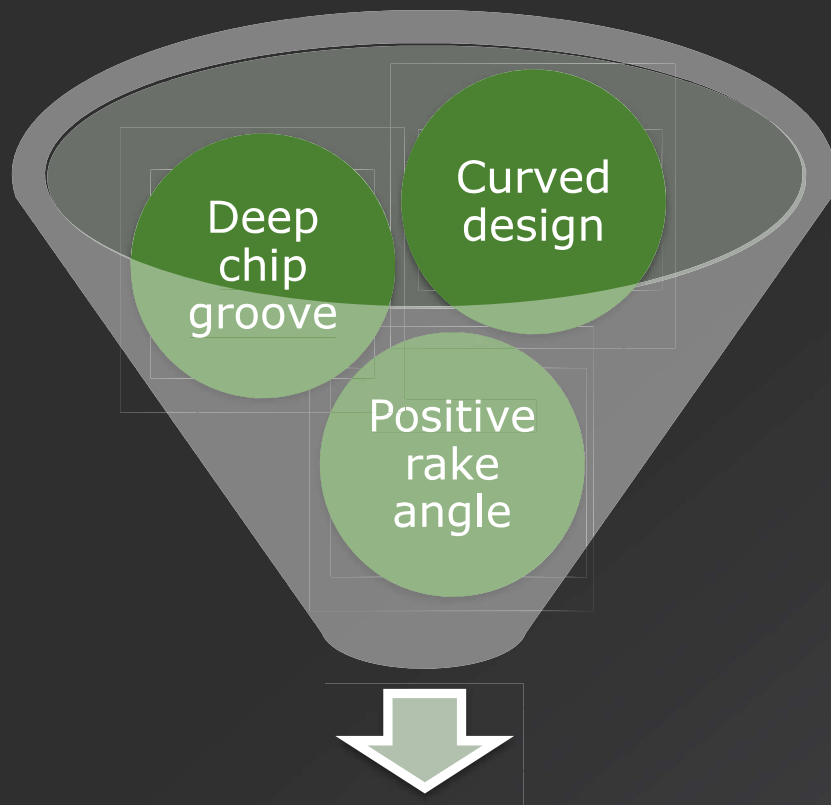 Deep
chip
groove
Curved
design
Positive
rake
angle